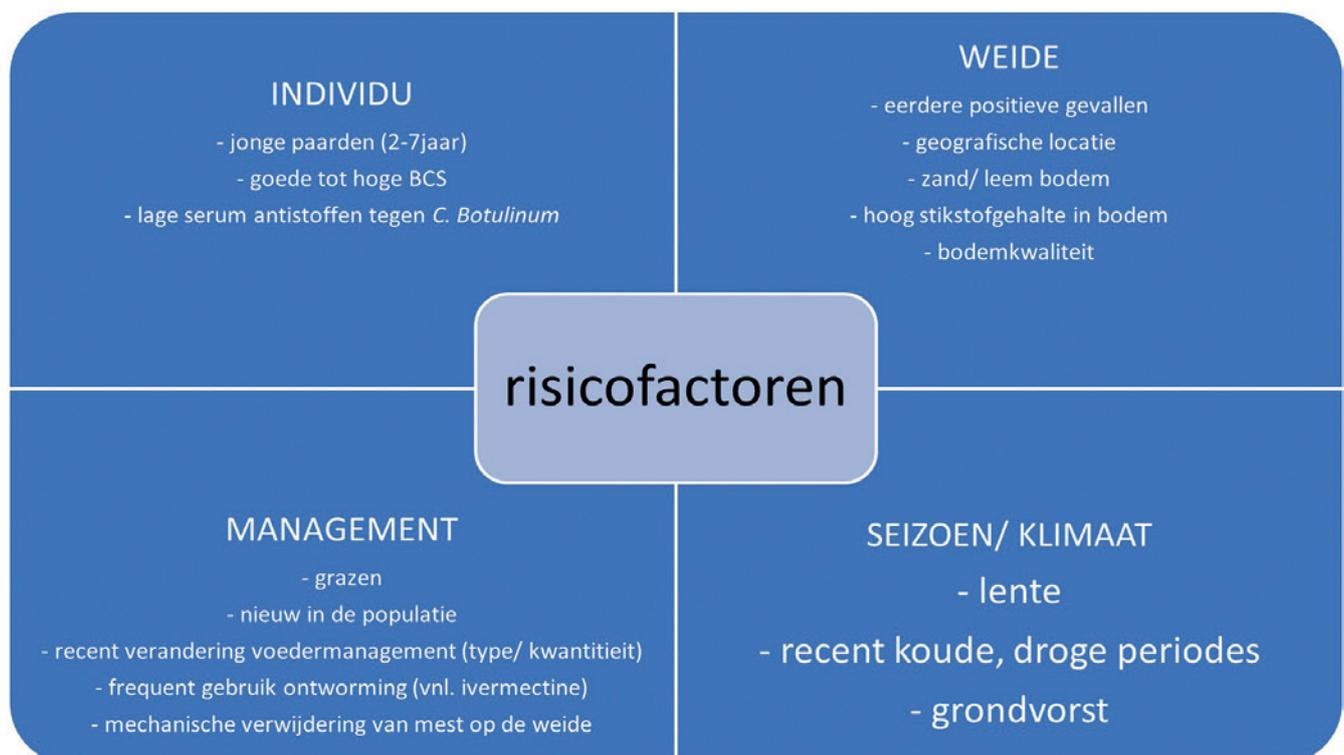 INDIVIDU
- jonge paarden (2-7jaar)
- goede tot hoge BCS
- lage serum antistoffen tegen C. Botulinum
WEIDE
- eerdere positieve gevallen
- geografische locatie
- zand/ leem bodem
- hoog stikstofgehalte in bodem
- bodemkwaliteit
risicofactoren
MANAGEMENT
- grazen
- nieuw in de populatie
- recent verandering voedermanagement (type/ kwantitieit)
- frequent gebruik ontworming (vnl. ivermectine)
- mechanische verwijdering van mest op de weide
SEIZOEN/ KLIMAAT
- lente
- recent koude, droge periodes
- grondvorst